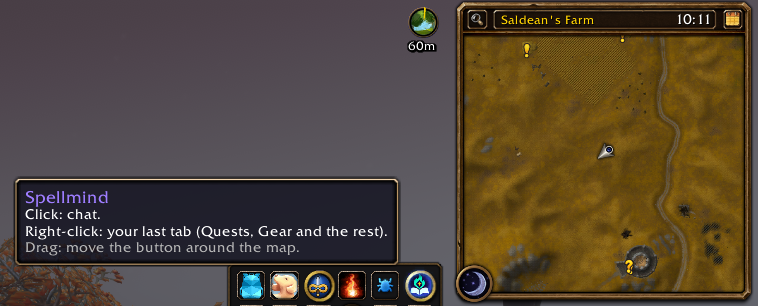 Saldean's Farm 10:11
60m
Spellmind
Click: chat.
Right-click: your last tab (Quests, Gear and the rest).
Drag: move the button around the map.